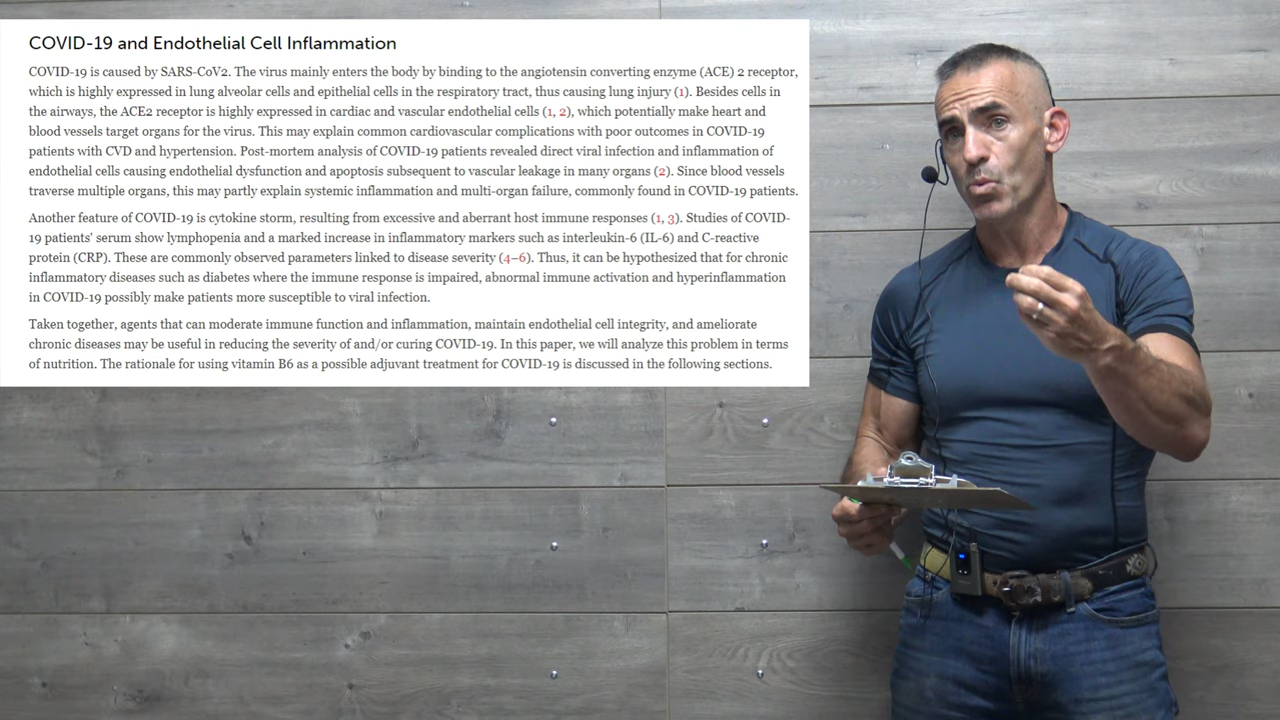 COVID-19 and Endothelial Cell Inflammation
COVID-19 is caused by SARS-CoV2. The virus mainly enters the body by binding to the angiotensin converting enzyme (ACE) 2 receptor,
which is highly expressed in lung alveolar cells and epithelial cells in the respiratory tract, thus causing lung injury (1). Besides cells in
the airways, the ACE2 receptor is highly expressed in cardiac and vascular endothelial cells (1, 2), which potentially make heart and
blood vessels target organs for the virus. This may explain common cardiovascular complications with poor outcomes in COVID-19
patients with CVD and hypertension. Post-mortem analysis of COVID-19 patients revealed direct viral infection and inflammation of
endothelial cells causing endothelial dysfunction and apoptosis subsequent to vascular leakage in many organs (2). Since blood vessels
traverse multiple organs, this may partly explain systemic inflammation and multi-organ failure, commonly found in COVID-19 patients.
Another feature of COVID-19 is cytokine storm, resulting from excessive and aberrant host immune responses (1, 3). Studies of COVID-
19 patients' serum show lymphopenia and a marked increase in inflammatory markers such as interleukin-6 (IL-6) and C-reactive
protein (CRP). These are commonly observed parameters linked to disease severity (4–6). Thus, it can be hypothesized that for chronic
inflammatory diseases such as diabetes where the immune response is impaired, abnormal immune activation and hyperinflammation
in COVID-19 possibly make patients more susceptible to viral infection.
Taken together, agents that can moderate immune function and inflammation, maintain endothelial cell integrity, and ameliorate
chronic diseases may be useful in reducing the severity of and/or curing COVID-19. In this paper, we will analyze this problem in terms
of nutrition. The rationale for using vitamin B6 as a possible adjuvant treatment for COVID-19 is discussed in the following sections.